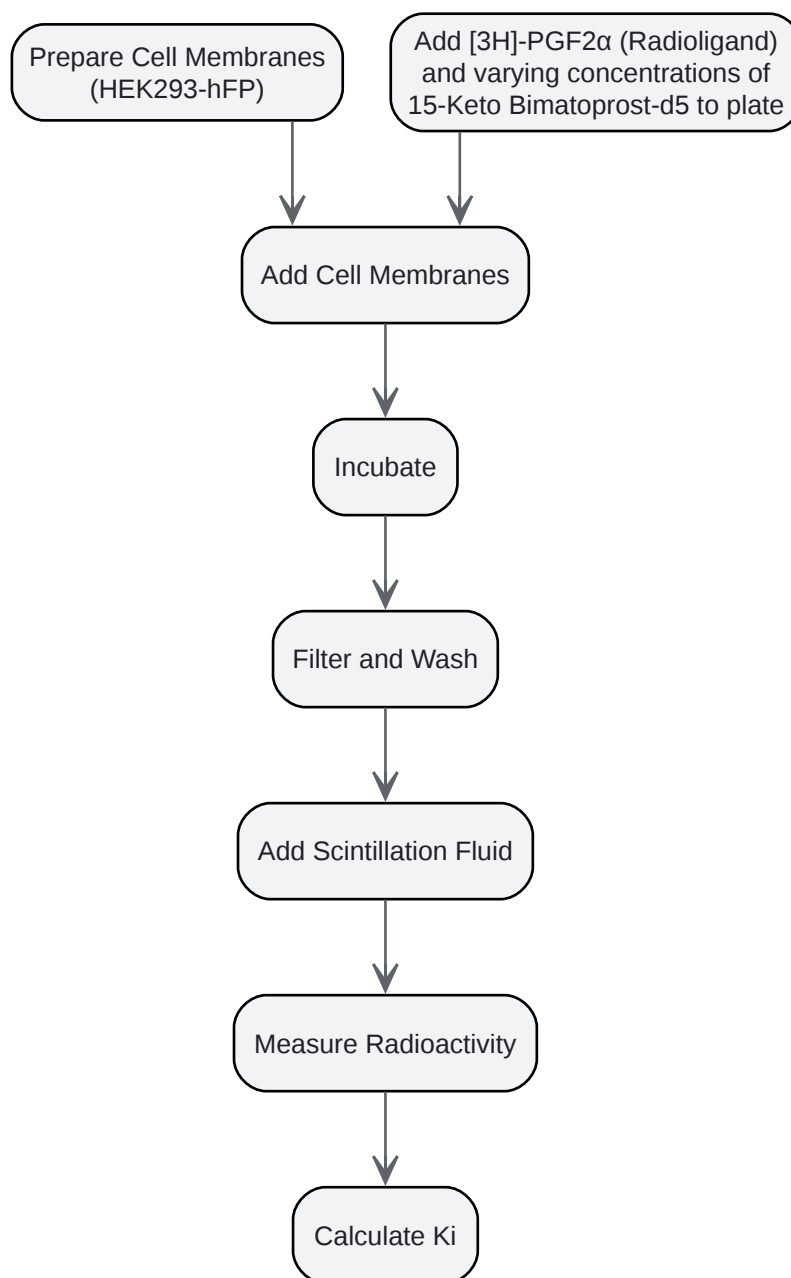 Prepare Cell Membranes
(HEK293-hFP)
Add [3H]-PGF2α (Radioligand)
and varying concentrations of
15-Keto Bimatoprost-d5 to plate
Add Cell Membranes
Incubate
Filter and Wash
Add Scintillation Fluid
Measure Radioactivity
Calculate Ki